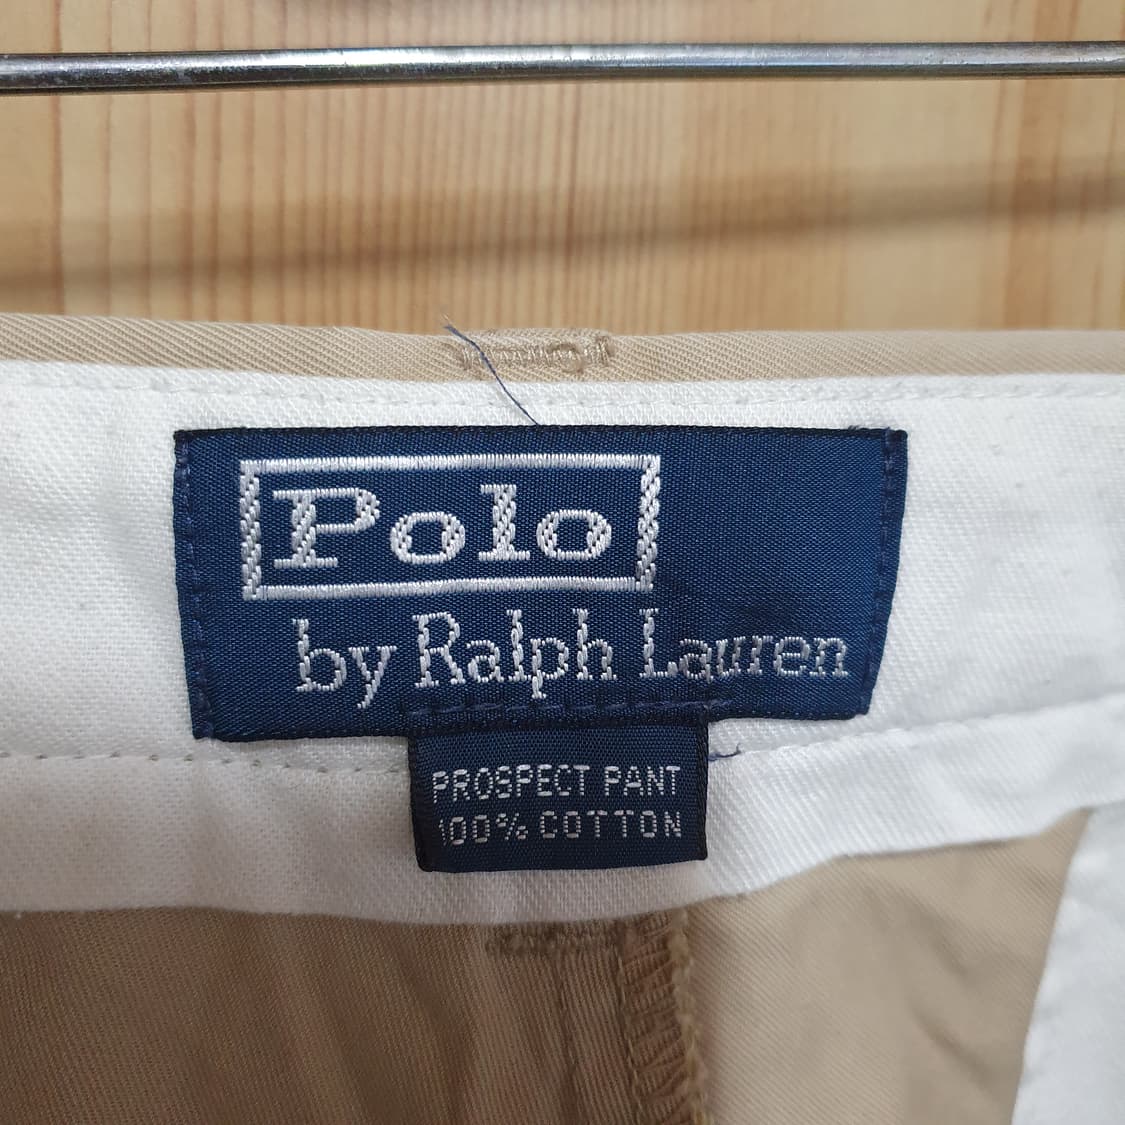 Polo
by Ralph Lauren
PROSPECT PANT
100% COTTON